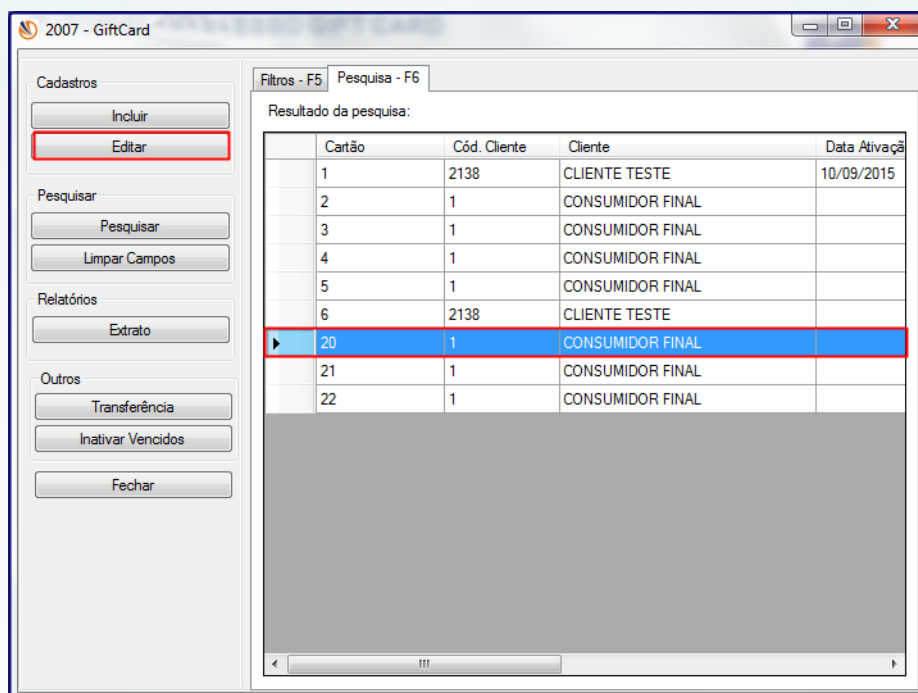 2007 - GiftCard
Cadastros
Incluir
Editar
Pesquisar
Pesquisar
Limpar Campos
Relatórios
Extrato
Outros
Transferência
Inativar Vencidos
Fechar
Filtros - F5 Pesquisa - F6
Resultado da pesquisa:
Cartão Cód. Cliente Cliente Data Ativaçã
1 2138 CLIENTE TESTE 10/09/2015
2 1 CONSUMIDOR FINAL
3 1 CONSUMIDOR FINAL
4 1 CONSUMIDOR FINAL
5 1 CONSUMIDOR FINAL
6 2138 CLIENTE TESTE
20 1 CONSUMIDOR FINAL
21 1 CONSUMIDOR FINAL
22 1 CONSUMIDOR FINAL